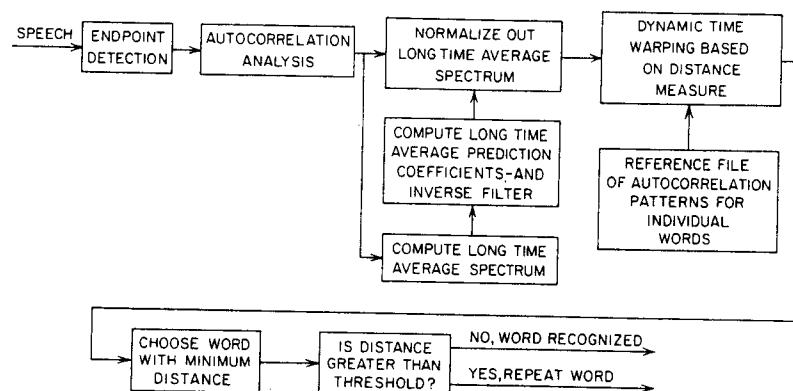 SPEECH
ENDPOINT
DETECTION
AUTOCORRELATION
ANALYSIS
NORMALIZE OUT
LONG TIME AVERAGE
SPECTRUM
DYNAMIC TIME
WARPING BASED
ON DISTANCE
MEASURE
COMPUTE LONG TIME
AVERAGE PREDICTION
COEFFICIENTS-AND
INVERSE FILTER
REFERENCE FILE
OF AUTOCORRELATION
PATTERNS FOR
INDIVIDUAL
WORDS
COMPUTE LONG TIME
AVERAGE SPECTRUM
CHOOSE WORD
WITH MINIMUM
DISTANCE
IS DISTANCE
GREATER THAN
THRESHOLD?
NO, WORD RECOGNIZED
YES, REPEAT WORD